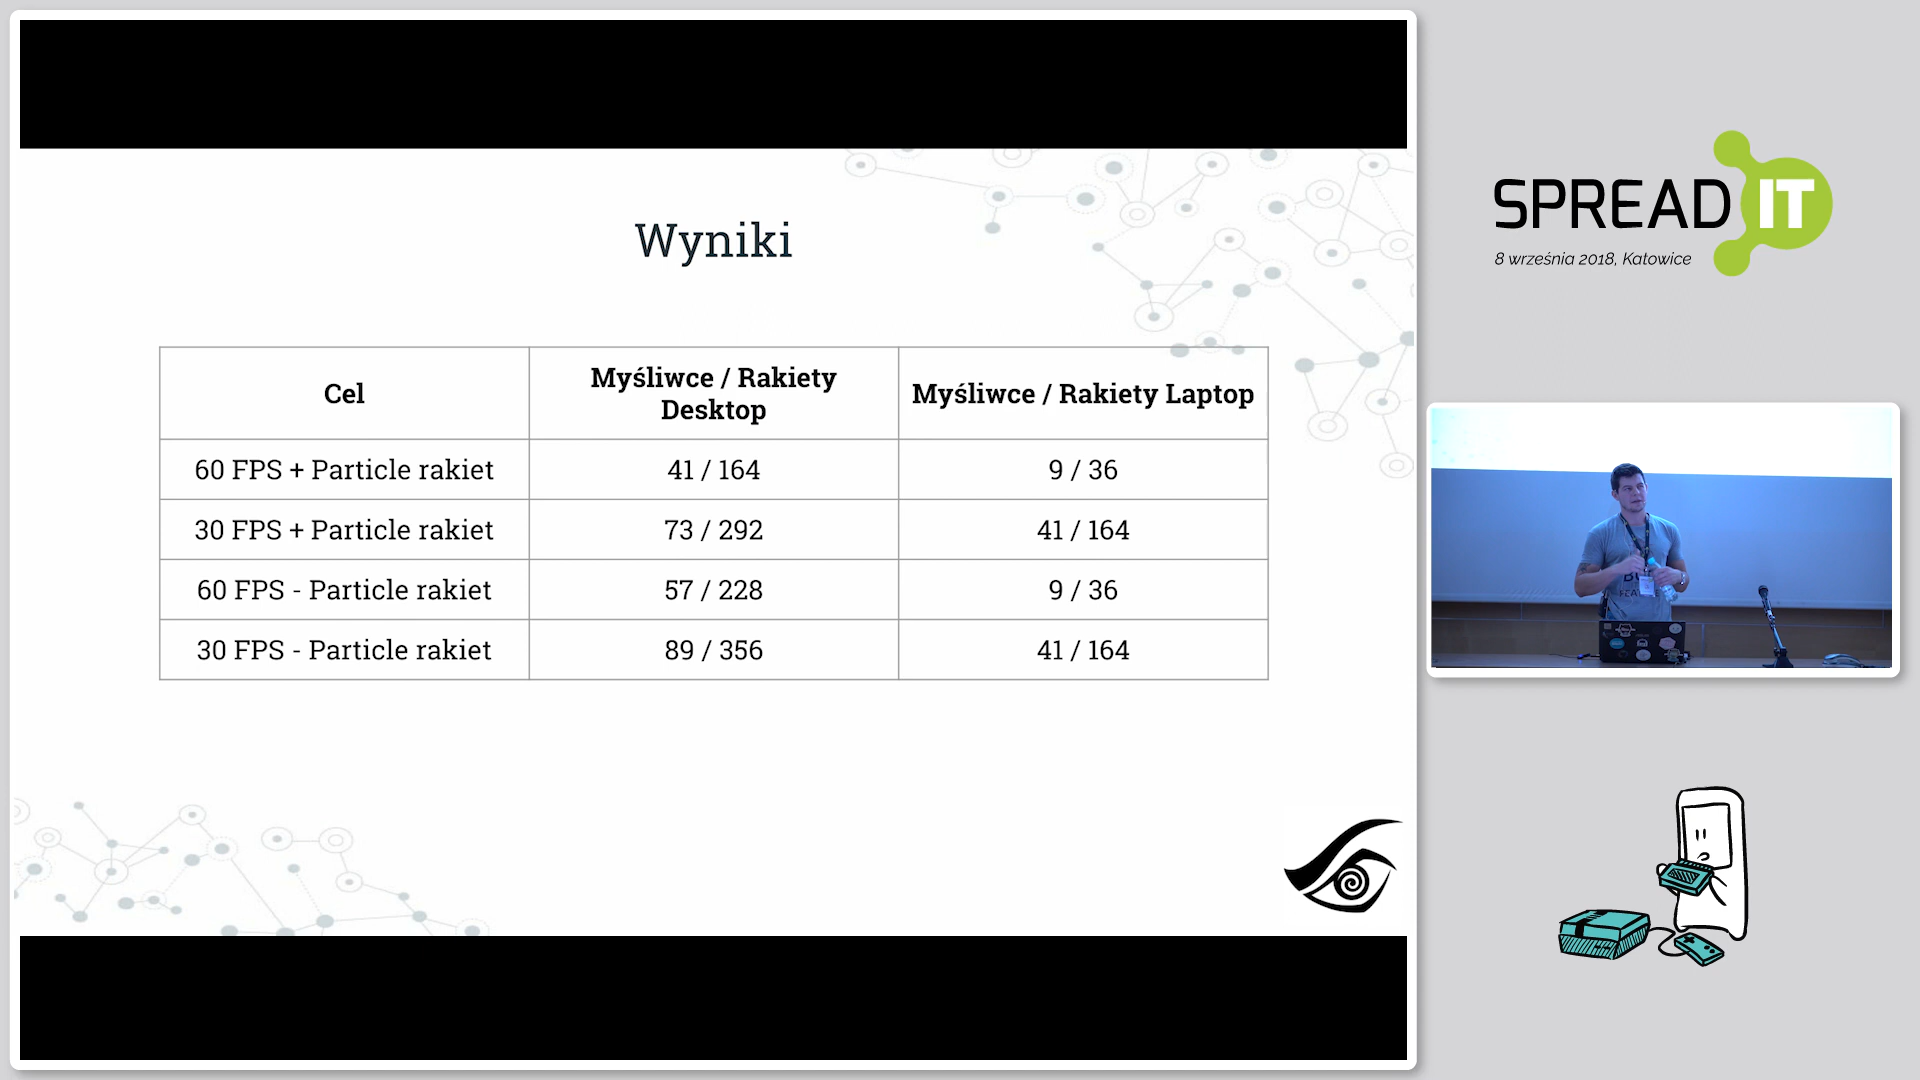 Wyniki
Cel
Myśliwce / Rakiety
Desktop
Myśliwce / Rakiety Laptop
60 FPS + Particle rakiet
41 / 164
9 / 36
30 FPS + Particle rakiet
73 / 292
41 / 164
60 FPS - Particle rakiet
57 / 228
9 / 36
30 FPS - Particle rakiet
89 / 356
41 / 164
SPREAD IT
8 września 2018, Katowice